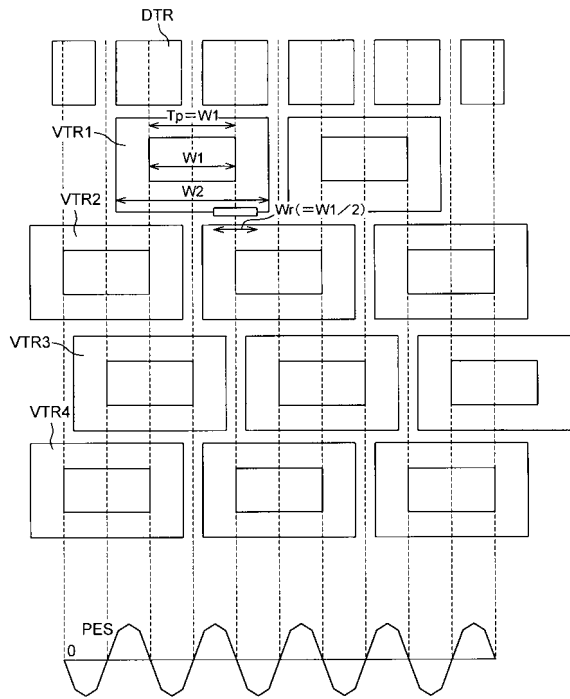 DTR
Tp=W1
VTR1
W1
W2
VTR2
Wr(=W1/2)
VTR3
VTR4
PES
0